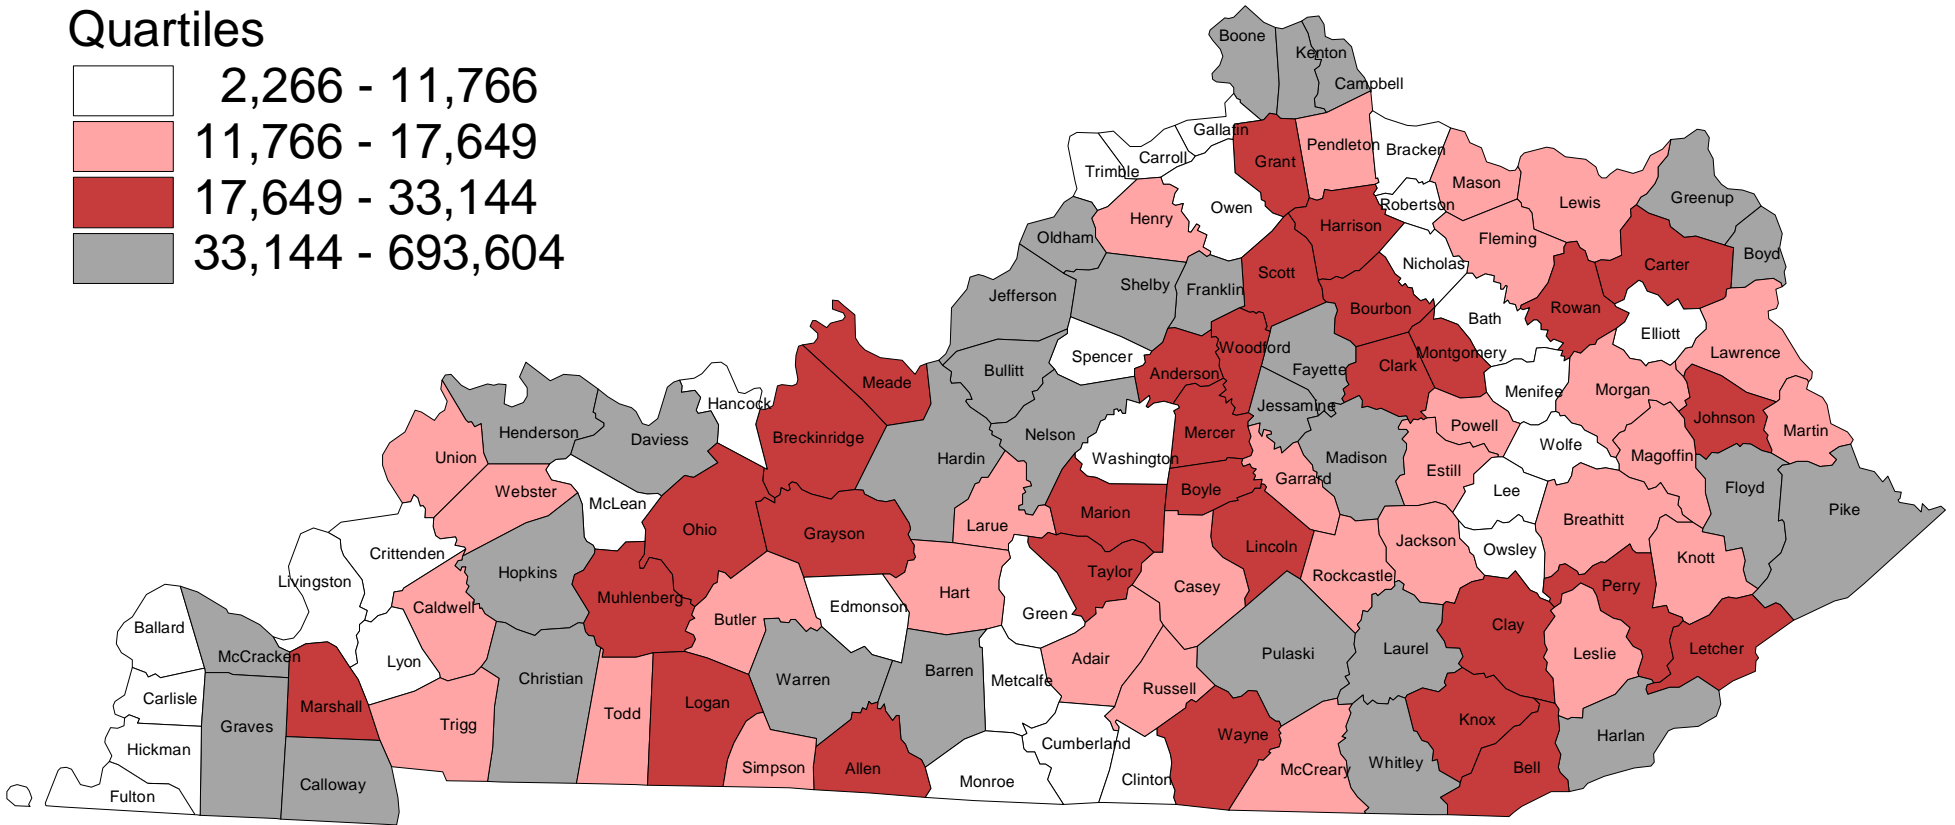 Quartiles
2,266 - 11,766
11,766 - 17,649
17,649 - 33,144
33,144 - 693,604
Boone
Kenton
Campbell
Gallatin
Carroll
Trimble
Grant
Pendleton
Bracken
Mason
Lewis
Greenup
Robertson
Owen
Henry
Oldham
Harrison
Fleming
Boyd
Carter
Nicholas
Scott
Shelby
Franklin
Jefferson
Bourbon
Rowan
Bath
Elliott
Lawrence
Woodford
Fayette
Montgomery
Spencer
Clark
Anderson
Bullitt
Menifee
Morgan
Meade
Hancock
Jessamine
Johnson
Martin
Powell
Henderson
Daviess
Breckinridge
Nelson
Mercer
Wolfe
Union
Hardin
Washington
Madison
Magoffin
Estill
Garrard
Floyd
Webster
McLean
Boyle
Lee
Pike
Marion
Larue
Breathitt
Ohio
Grayson
Lincoln
Jackson
Owsley
Knott
Crittenden
Livingston
Hopkins
Taylor
Rockcastle
Casey
Perry
Muhlenberg
Caldwell
Hart
Edmonson
Green
Butler
Clay
Ballard
McCracken
Lyon
Adair
Pulaski
Laurel
Leslie
Letcher
Barren
Metcalfe
Warren
Christian
Russell
Carlisle
Marshall
Logan
Todd
Trigg
Graves
Knox
Wayne
Harlan
Cumberland
Hickman
Simpson
Allen
McCreary
Whitley
Bell
Monroe
Clinton
Calloway
Fulton